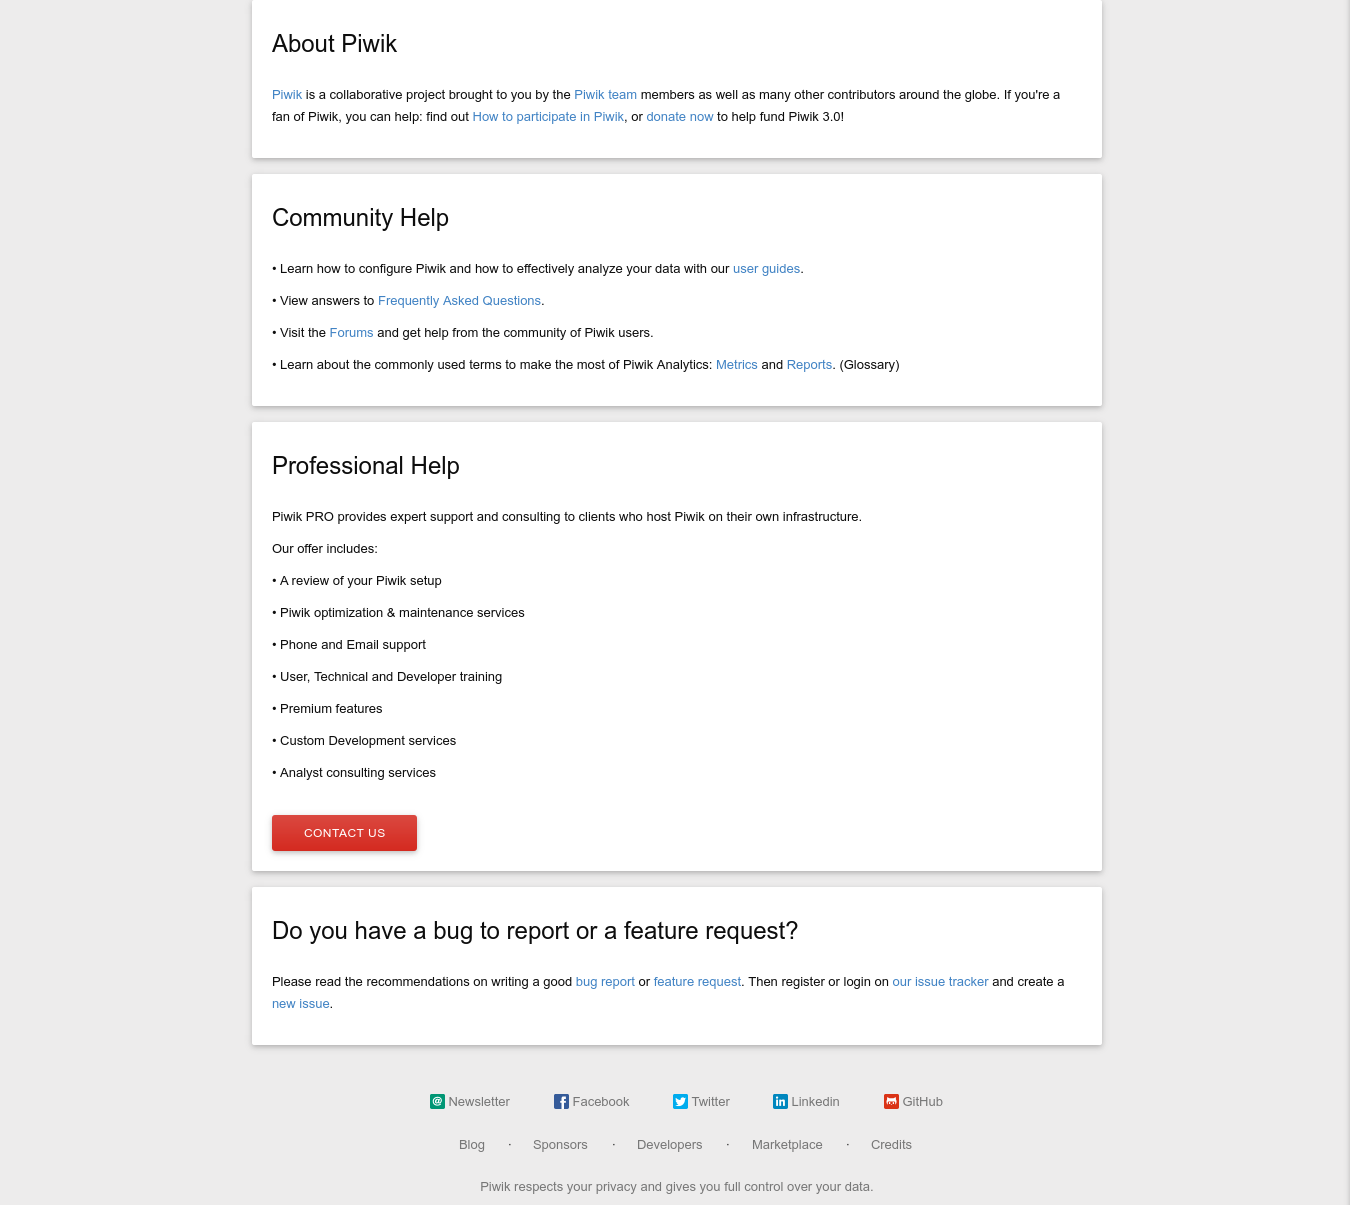 About Piwik
Piwik is a collaborative project brought to you by the Piwik team members as well as many other contributors around the globe. If you're a
fan of Piwik, you can help: find out How to participate in Piwik, or donate now to help fund Piwik 3.0!
Community Help
• Learn how to configure Piwik and how to effectively analyze your data with our user guides.
• View answers to Frequently Asked Questions.
• Visit the Forums and get help from the community of Piwik users.
• Learn about the commonly used terms to make the most of Piwik Analytics: Metrics and Reports. (Glossary)
Professional Help
Piwik PRO provides expert support and consulting to clients who host Piwik on their own infrastructure.
Our offer includes:
• A review of your Piwik setup
• Piwik optimization & maintenance services
• Phone and Email support
• User, Technical and Developer training
• Premium features
• Custom Development services
• Analyst consulting services
CONTACT US
Do you have a bug to report or a feature request?
Please read the recommendations on writing a good bug report or feature request. Then register or login on our issue tracker and create a
new issue.
Newsletter Facebook Twitter Linkedin GitHub
Blog · Sponsors · Developers · Marketplace · Credits
Piwik respects your privacy and gives you full control over your data.